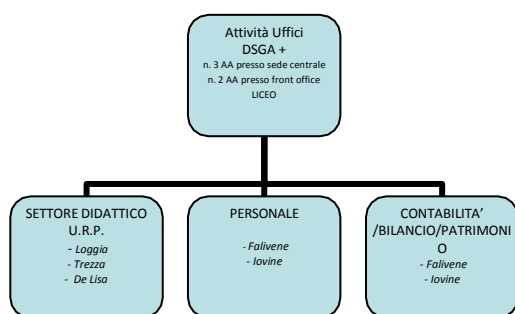 Attività Uffici
DSGA +
n. 3 AA presso sede centrale
n. 2 AA presso front office
LICEO
SETTORE DIDATTICO
U.R.P.
- Loggia
- Trezza
- De Lisa
PERSONALE
- Falivene
- Iovine
CONTABILITA’
/BILANCIO/PATRIMONI
O
- Falivene
- Iovine